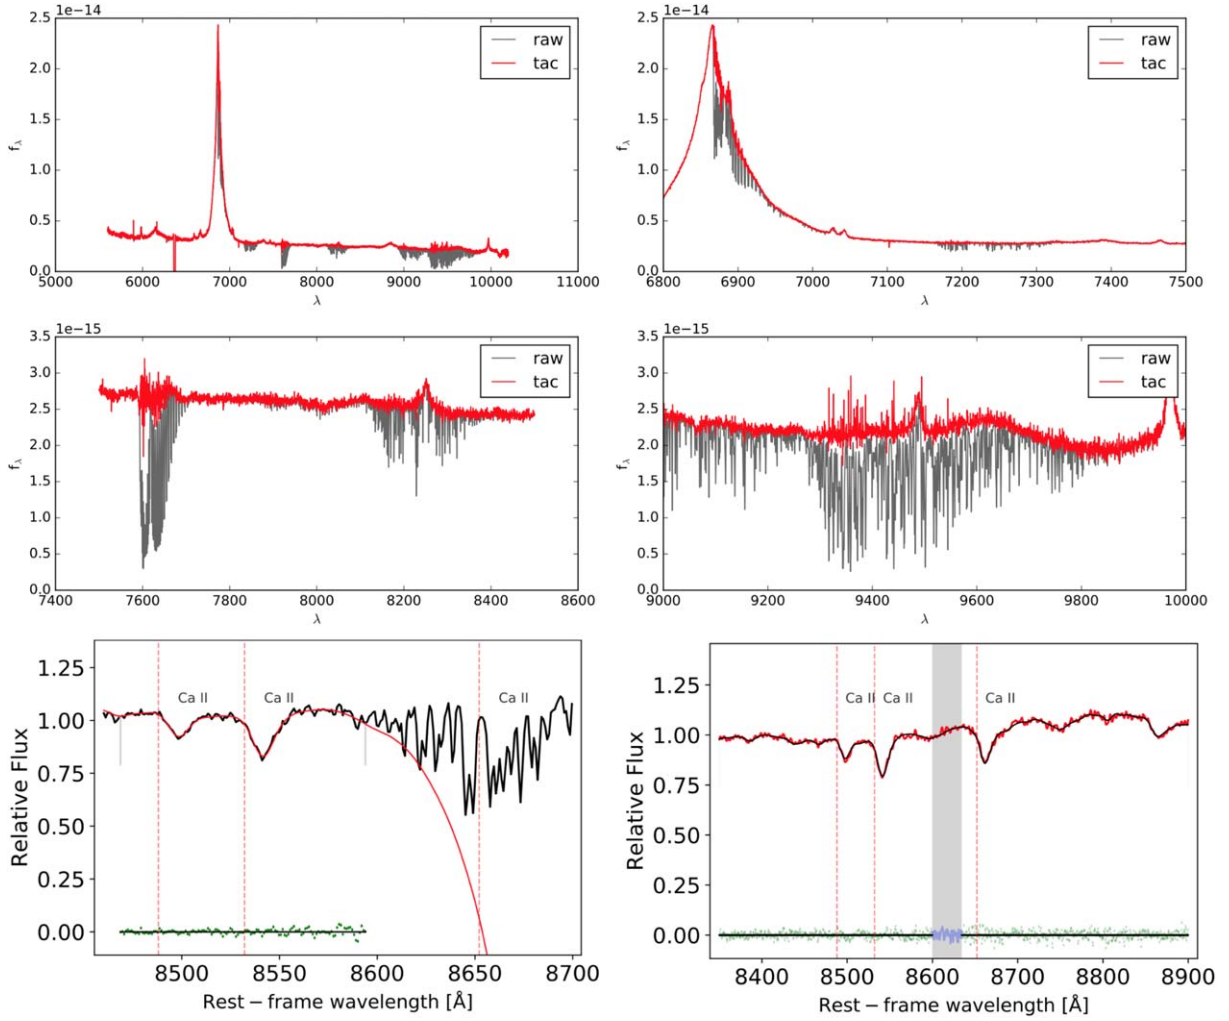 1e−14
2.5
2.0
1.5
1.0
0.5
0.0
fλ
raw
tac
5000 6000 7000 8000 9000 10000 11000
λ
1e−14
2.5
2.0
1.5
1.0
0.5
0.0
fλ
raw
tac
6800 6900 7000 7100 7200 7300 7400 7500
λ
1e−15
3.5
3.0
2.5
2.0
1.5
1.0
0.5
0.0
fλ
raw
tac
7400 7600 7800 8000 8200 8400 8600
λ
1e−15
3.5
3.0
2.5
2.0
1.5
1.0
0.5
0.0
fλ
raw
tac
9000 9200 9400 9600 9800 10000
λ
1.25
1.00
0.75
0.50
0.25
0.00
Relative Flux
Ca II Ca II Ca II
8500 8550 8600 8650 8700
Rest − frame wavelength [Å]
1.25
1.00
0.75
0.50
0.25
0.00
Relative Flux
Ca II Ca II Ca II
8400 8500 8600 8700 8800 8900
Rest − frame wavelength [Å]